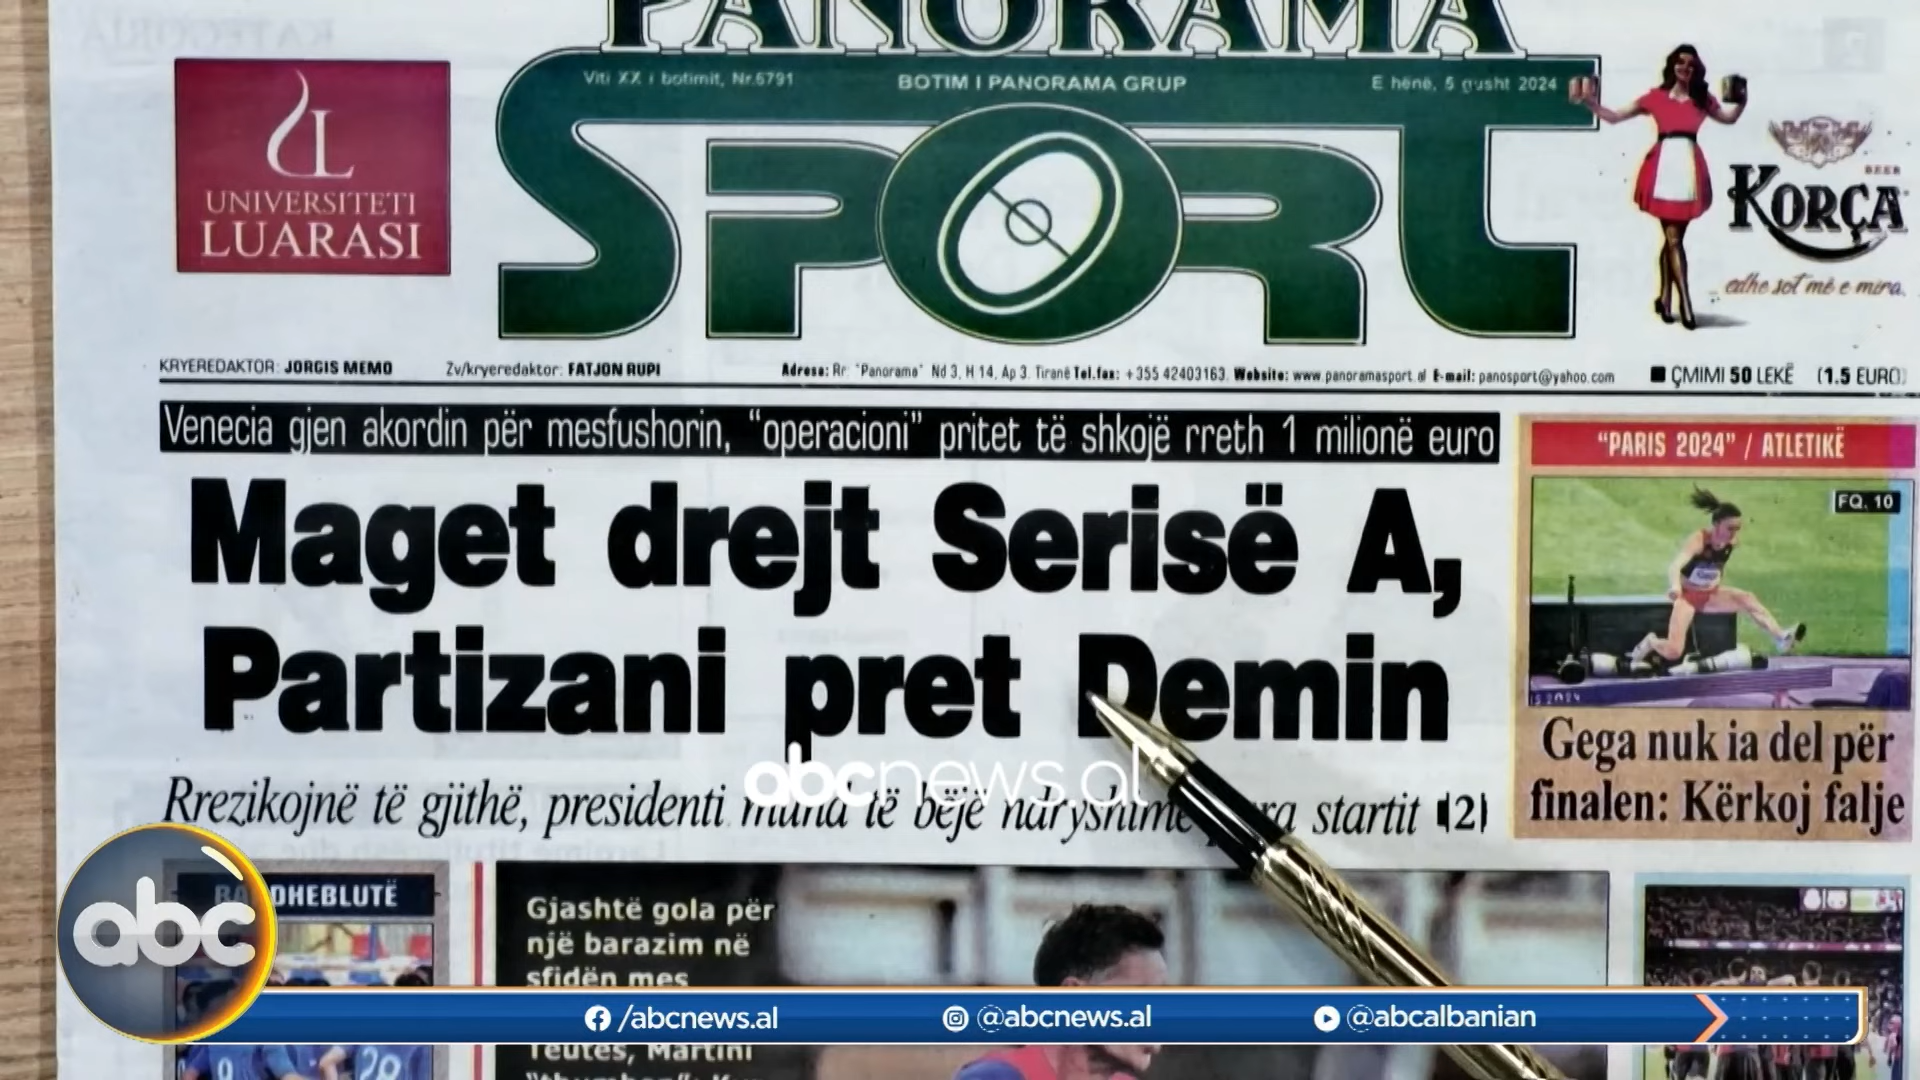 PANORAMA
SPORT
Viti XX i botimit, Nr.6791
BOTIM I PANORAMA GRUP
E hënë, 5 gusht 2024
UL
UNIVERSITETI
LUARASI
BEER
KORÇA
edhe sot më e mira.
KRYEREDAKTOR: JORGIS MEMO
Zv/kryeredaktor: FATJON RUPI
Adresa: Rr. "Panorama" Nd 3, H 14, Ap 3. Tiranë Tel.fax: +355 42403163. Website: www.panoramasport.al E-mail: panosport@yahoo.com
ÇMIMI 50 LEKË (1.5 EURO)
Venecia gjen akordin për mesfushorin, “operacioni” pritet të shkojë rreth 1 milionë euro
Maget drejt Serisë A,
Partizani pret Demin
Rrezikojnë të gjithë, presidenti mund të bëjë ndryshime para startit (2)
“PARIS 2024” / ATLETIKË
FQ. 10
Gega nuk ia del për
finalen: Kërkoj falje
abcnews.al
DHEBLUTË
Gjashtë gola për
një barazim në
sfidën mes
Teutës, Martini
abc
/abcnews.al
@abcnews.al
@abcalbanian